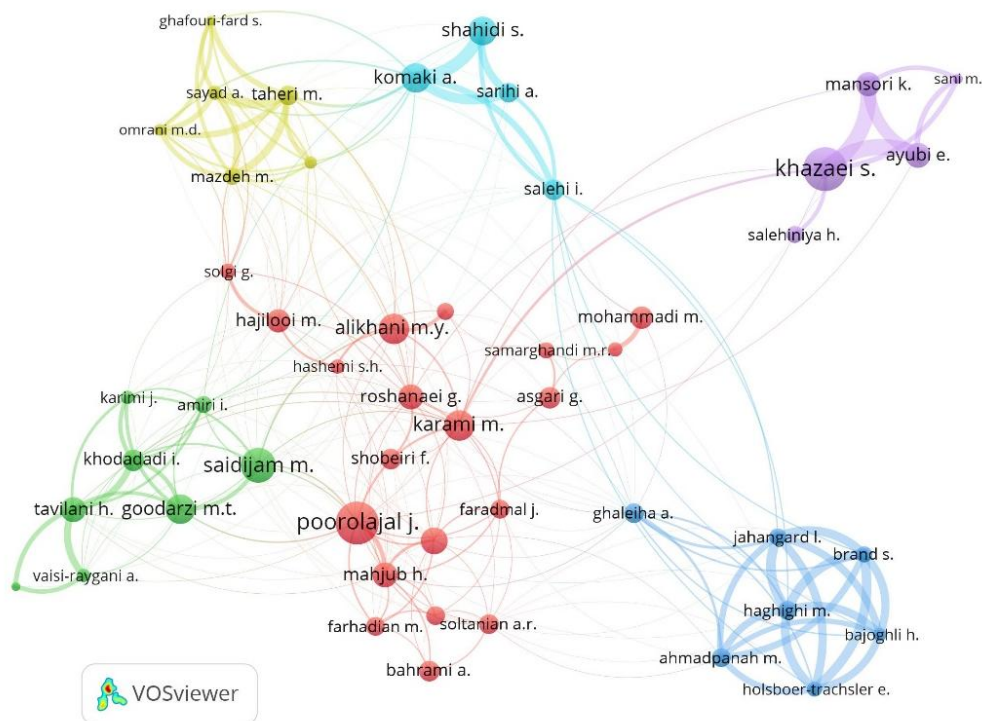 ghafouri-fard s.
shahidi s.
komaki a.
sayad a.
taheri m.
sarihi a.
mansori k.
sani m.
omrani m.d.
ayubi e.
mazdeh m.
khazaei s.
salehi i.
salehiniya h.
solgi g.
hajilooi m.
alikhani m.y.
mohammadi m.
samarghandi m.r.
hashemi s.h.
karimi j.
amiri i.
roshanaei g.
asgari g.
karami m.
khodadadi i.
saidijam m.
shobeiri f.
tavilani h.
goodarzi m.t.
poorolajal j.
faradmal j.
ghaleiha a.
jahangard l.
brand s.
vaisi-raygani a.
mahjub h.
haghighi m.
farhadian m.
soltanian a.r.
bajoghli h.
ahmadpanah m.
bahrami a.
holsboer-trachsler e.
VOSviewer